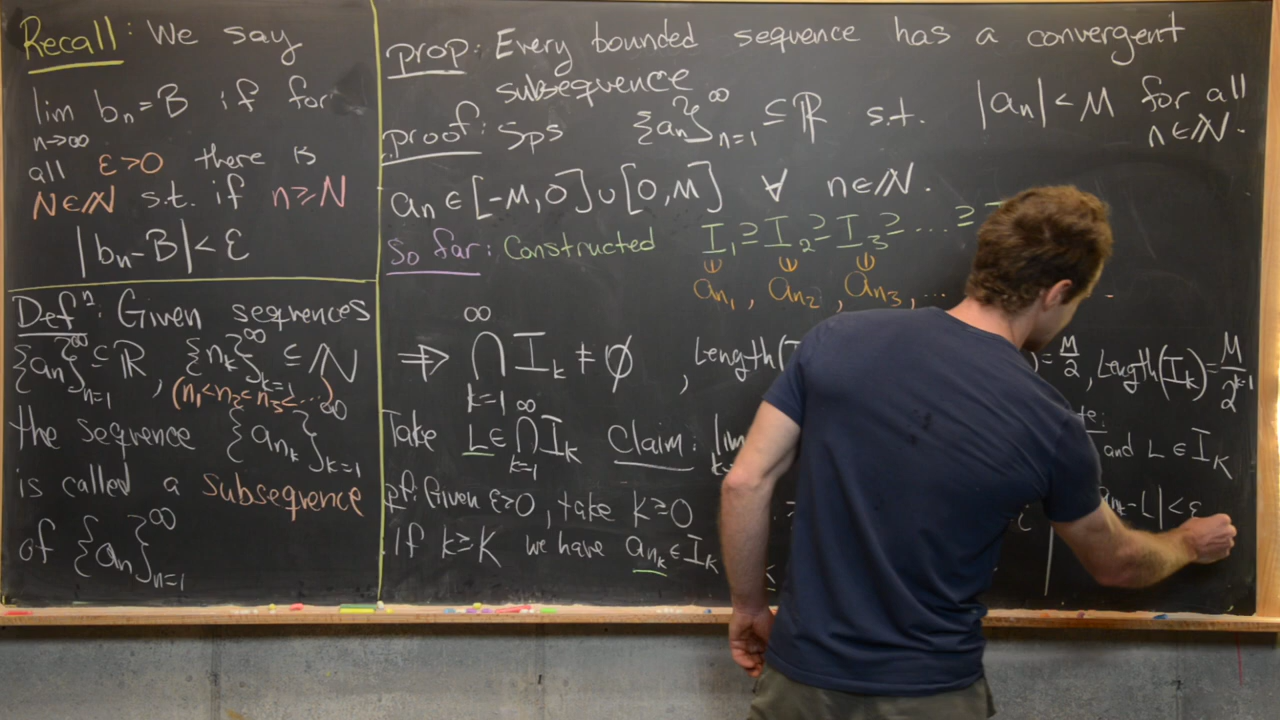 Recall: We say
lim n→∞ bn = B if for
all ε>0 there is
N∈ℕ s.t. if n≥N
|bn-B|<ε
Defⁿ: Given sequences
{an}∞n=1 ⊆ℝ, {nk}∞k=1 ⊆ℕ
(n1<n2<n3<...)
the sequence {ank}∞k=1
is called a subsequence
of {an}∞n=1
prop: Every bounded sequence has a convergent
subsequence
proof: Sps {an}∞n=1 ⊆ℝ s.t. |an|<M for all
n∈ℕ.
an∈[-M,0]∪[0,M] ∀ n∈ℕ.
So far: Constructed I1⊇I2⊇I3⊇...⊇
an1, an2, an3, ...
⇒ ∞⋂k=1 Ik ≠ ∅, Length(I )=M/2, Length(Ik)=M/2^(k-1)
Take L∈∞⋂k=1 Ik Claim: lim
and L∈IK
pf: Given ε>0, take K≥0 -L|<ε
If k≥K we have ank∈Ik